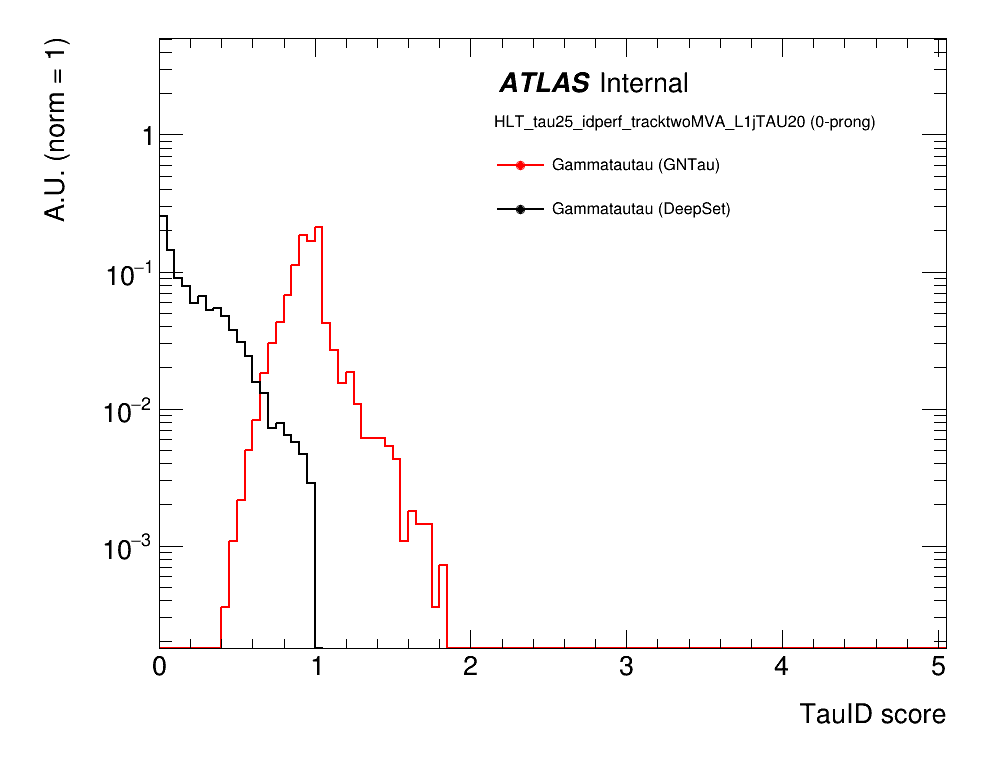 A.U. (norm = 1)
ATLAS Internal
HLT_tau25_idperf_tracktwoMVA_L1jTAU20 (0-prong)
Gammatautau (GNTau)
Gammatautau (DeepSet)
1
10⁻¹
10⁻²
10⁻³
0 1 2 3 4 5
TauID score